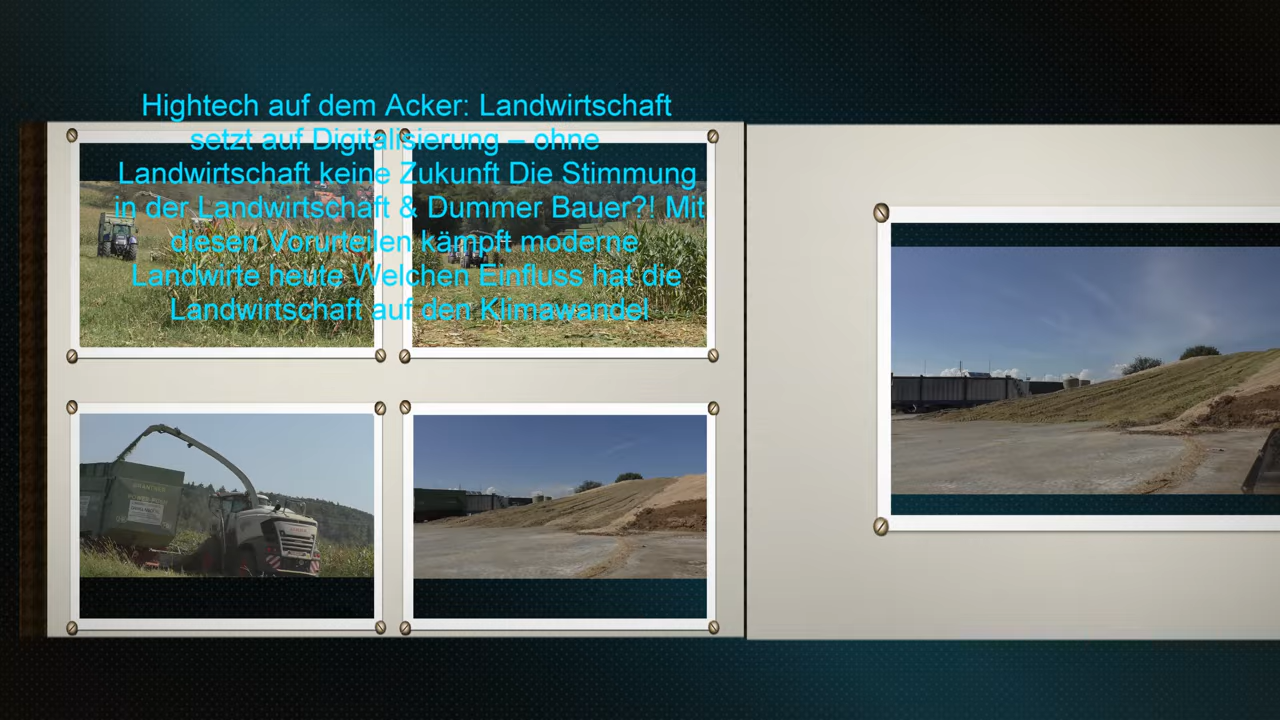 Hightech auf dem Acker: Landwirtschaft
setzt auf Digitalisierung – ohne
Landwirtschaft keine Zukunft Die Stimmung
in der Landwirtschaft & Dummer Bauer?! Mit
diesen Vorurteilen kämpft moderne
Landwirte heute Welchen Einfluss hat die
Landwirtschaft auf den Klimawandel